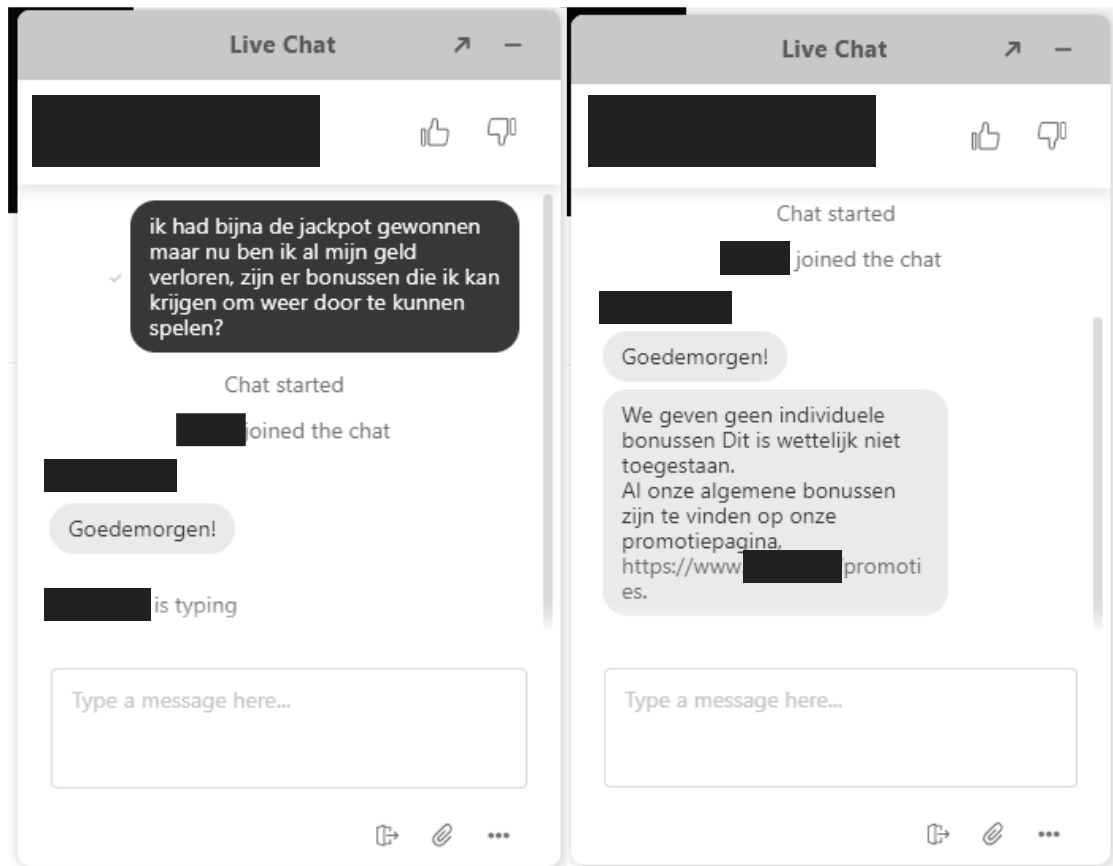 Live Chat
ik had bijna de jackpot gewonnen
maar nu ben ik al mijn geld
verloren, zijn er bonussen die ik kan
krijgen om weer door te kunnen
spelen?
Chat started
joined the chat
Goedemorgen!
is typing
Type a message here...
Live Chat
Chat started
joined the chat
Goedemorgen!
We geven geen individuele
bonussen Dit is wettelijk niet
toegestaan.
Al onze algemene bonussen
zijn te vinden op onze
promotiepagina,
https://www. /promoti
es.
Type a message here...